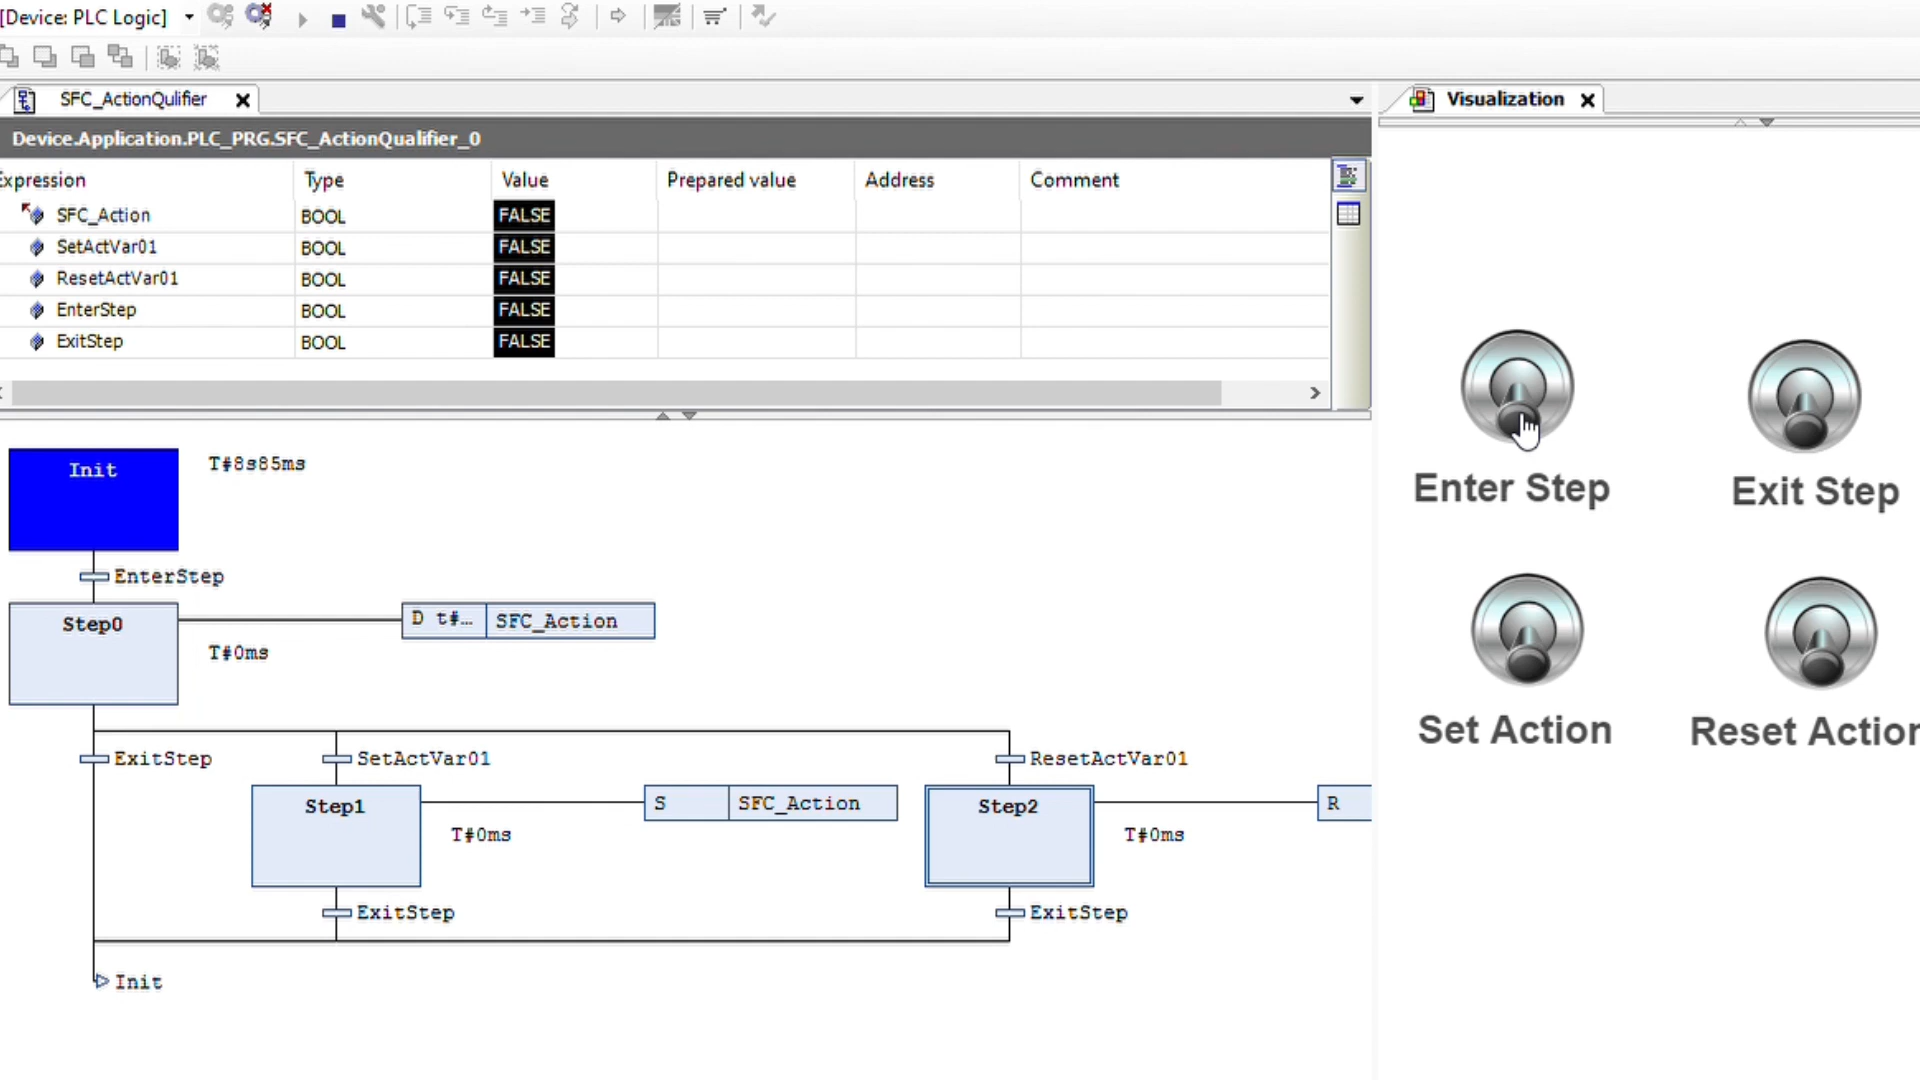 [Device: PLC Logic]
SFC_ActionQulifier
Visualization
Device.Application.PLC_PRG.SFC_ActionQualifier_0
Expression Type Value Prepared value Address Comment
SFC_Action BOOL FALSE
SetActVar01 BOOL FALSE
ResetActVar01 BOOL FALSE
EnterStep BOOL FALSE
ExitStep BOOL FALSE
Init T#8s85ms
EnterStep
Step0 D t#... SFC_Action
T#0ms
ExitStep SetActVar01 ResetActVar01
Step1 S SFC_Action Step2 R
T#0ms T#0ms
ExitStep ExitStep
Init
Enter Step Exit Step
Set Action Reset Action